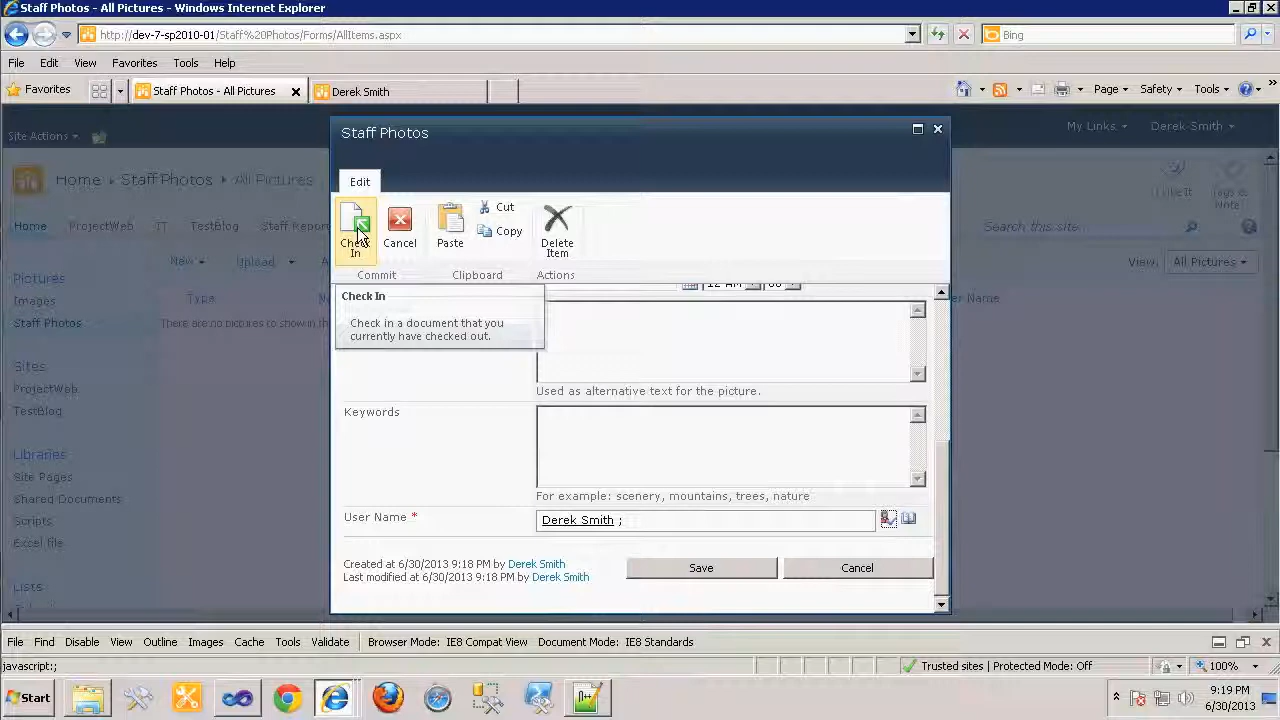 Staff Photos - All Pictures - Windows Internet Explorer
http://dev-7-sp2010-01/Staff%20Photos/Forms/AllItems.aspx
Bing
File Edit View Favorites Tools Help
Favorites
Staff Photos - All Pictures
Derek Smith
Page Safety Tools
Site Actions
My Links
Derek-Smith
Staff Photos
Edit
Home Staff Photos All Pictures
I Like It
Tags &
Check
In
Cancel
Paste
Cut
Copy
Delete
Item
Commit
Clipboard
Actions
Home ProjectWeb IT TestBlog
Search this site...
New Upload
View:
All Pictures
Type
Name
Check In
Check in a document that you
currently have checked out.
12 AM
There are no pictures to show in th
Pictures
Images
Staff Photos
Sites
ProjectWeb
TestBlog
Libraries
Site Pages
Shared Documents
Scripts
Excel file
Lists
Used as alternative text for the picture.
Keywords
For example: scenery, mountains, trees, nature
User Name *
Derek Smith ;
Created at 6/30/2013 9:18 PM by Derek Smith
Last modified at 6/30/2013 9:18 PM by Derek Smith
Save
Cancel
File Find Disable View Outline Images Cache Tools Validate Browser Mode: IE8 Compat View Document Mode: IE8 Standards
javascript:;
Trusted sites | Protected Mode: Off
100%
Start
9:19 PM
6/30/2013